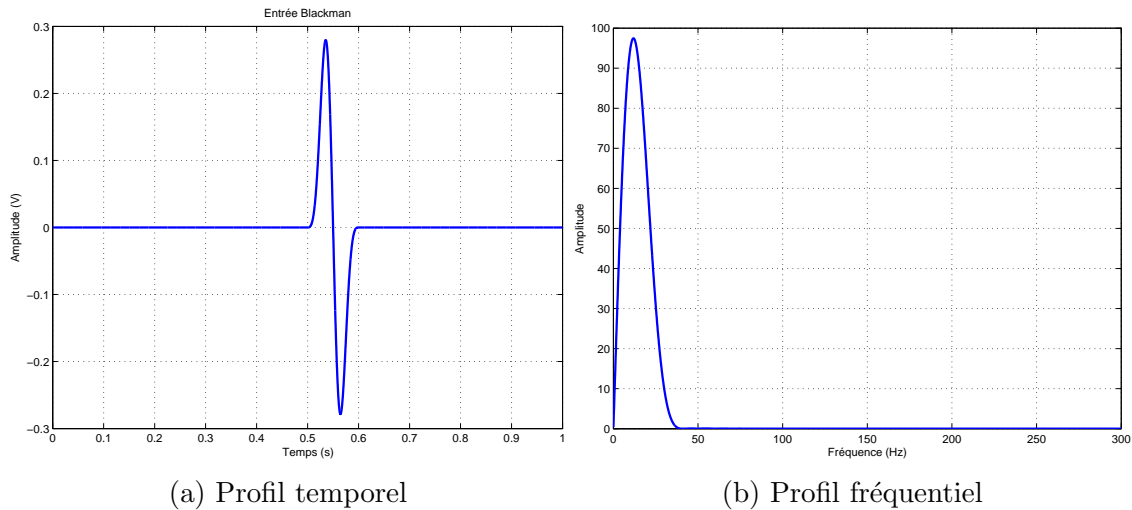 Entrée Blackman
Amplitude (V)
0.3
0.2
0.1
0
−0.1
−0.2
−0.3
0 0.1 0.2 0.3 0.4 0.5 0.6 0.7 0.8 0.9 1
Temps (s)
(a) Profil temporel
Amplitude
100
90
80
70
60
50
40
30
20
10
0
0 50 100 150 200 250 300
Fréquence (Hz)
(b) Profil fréquentiel